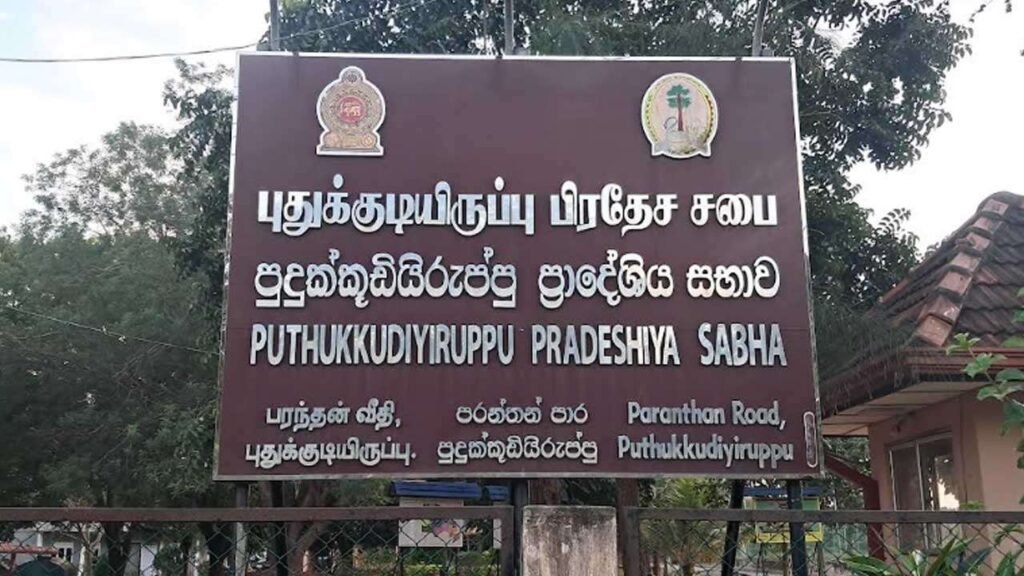 புதுக்குடியிருப்பு பிரதேச சபை
පුදුක්කූඩියිරුප්පු ප්‍රාදේශිය සභාව
PUTHUKKUDIYIRUPPU PRADESHIYA SABHA
பரந்தன் வீதி,
புதுக்குடியிருப்பு.
පරන්තන් පාර
පුදුක්කුඩියිරුප්පු
Paranthan Road,
Puthukkudiyiruppu